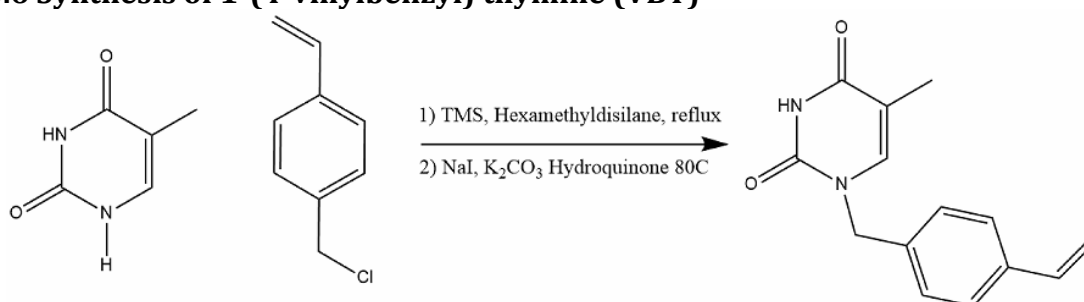 synthesis of 1-(4-vinylbenzyl) thymine (VBT)
O
HN
O
N
H
Cl
1) TMS, Hexamethyldisilane, reflux
2) NaI, K₂CO₃ Hydroquinone 80C
O
HN
O
N